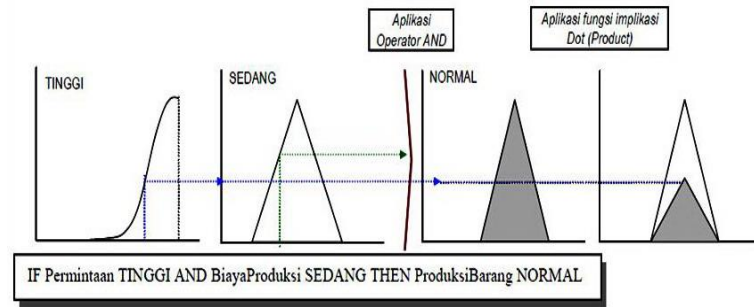 Aplikasi
Operator AND
Aplikasi fungsi implikasi
Dot (Product)
TINGGI
SEDANG
NORMAL
IF Permintaan TINGGI AND BiayaProduksi SEDANG THEN ProduksiBarang NORMAL